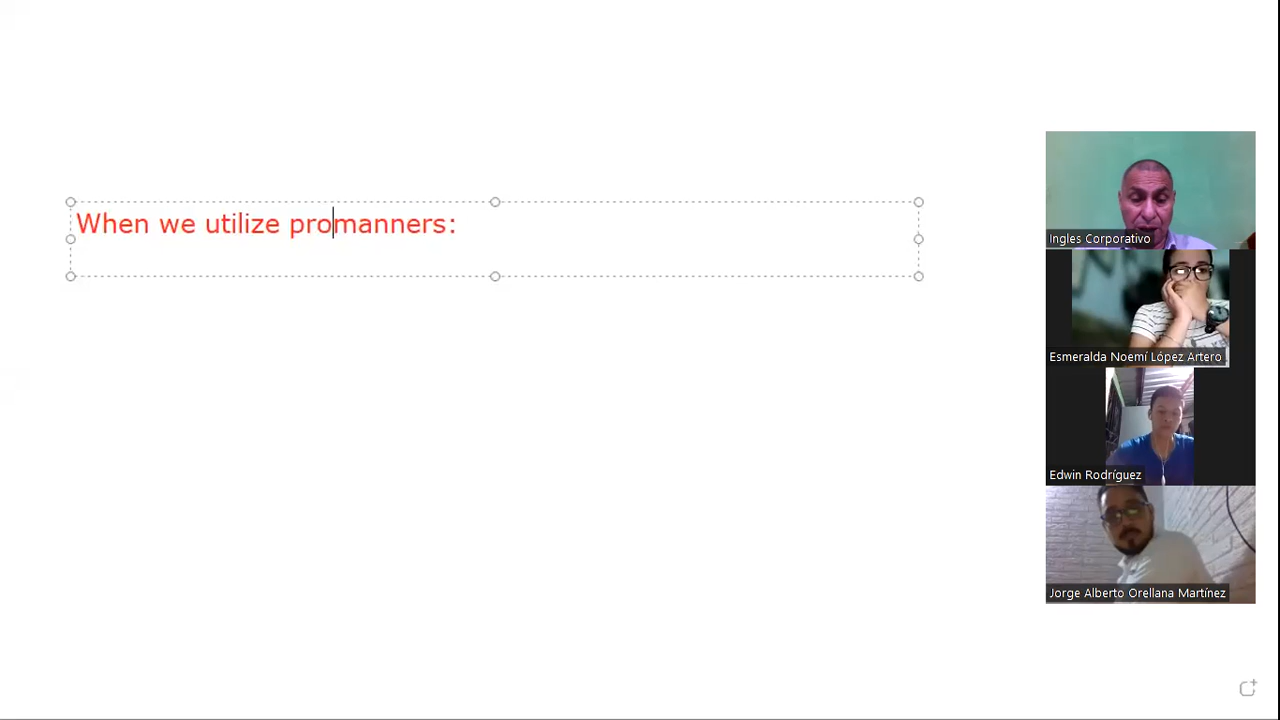 When we utilize promanners:
Ingles Corporativo
Esmeralda Noemí López Artero
Edwin Rodríguez
Jorge Alberto Orellana Martínez